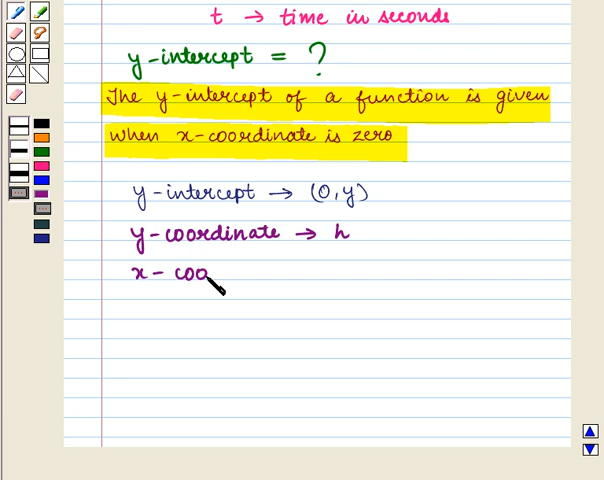 t → time in seconds
y-intercept = ?
The y-intercept of a function is given
when x-coordinate is zero
y-intercept → (0,y)
y-coordinate → h
x-coo